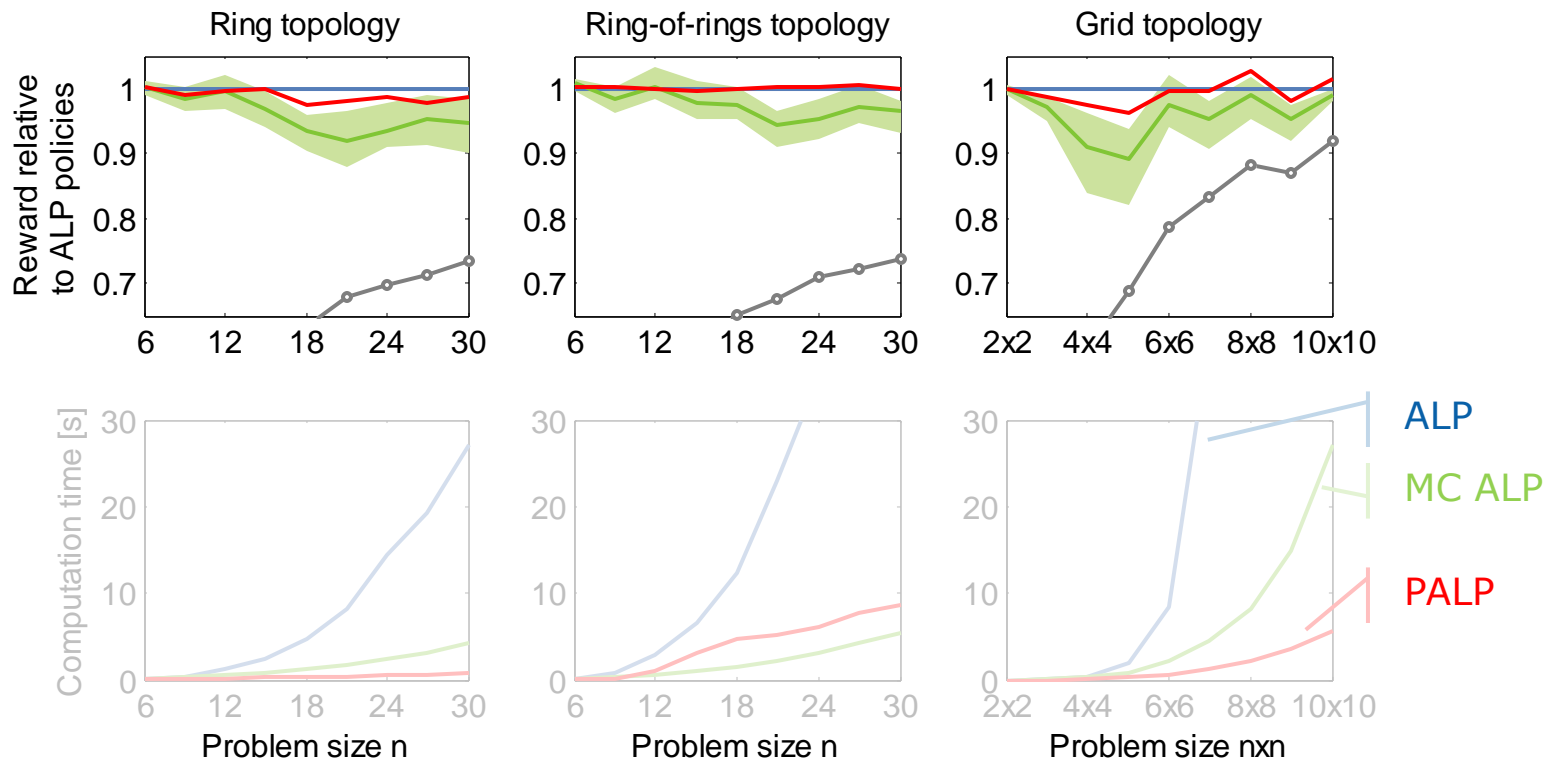 Ring topology
Ring-of-rings topology
Grid topology
Reward relative
to ALP policies
1
0.9
0.8
0.7
6 12 18 24 30
1
0.9
0.8
0.7
6 12 18 24 30
1
0.9
0.8
0.7
2x2 4x4 6x6 8x8 10x10
Computation time [s]
30
20
10
0
6 12 18 24 30
Problem size n
30
20
10
0
6 12 18 24 30
Problem size n
30
20
10
0
2x2 4x4 6x6 8x8 10x10
Problem size nxn
ALP
MC ALP
PALP